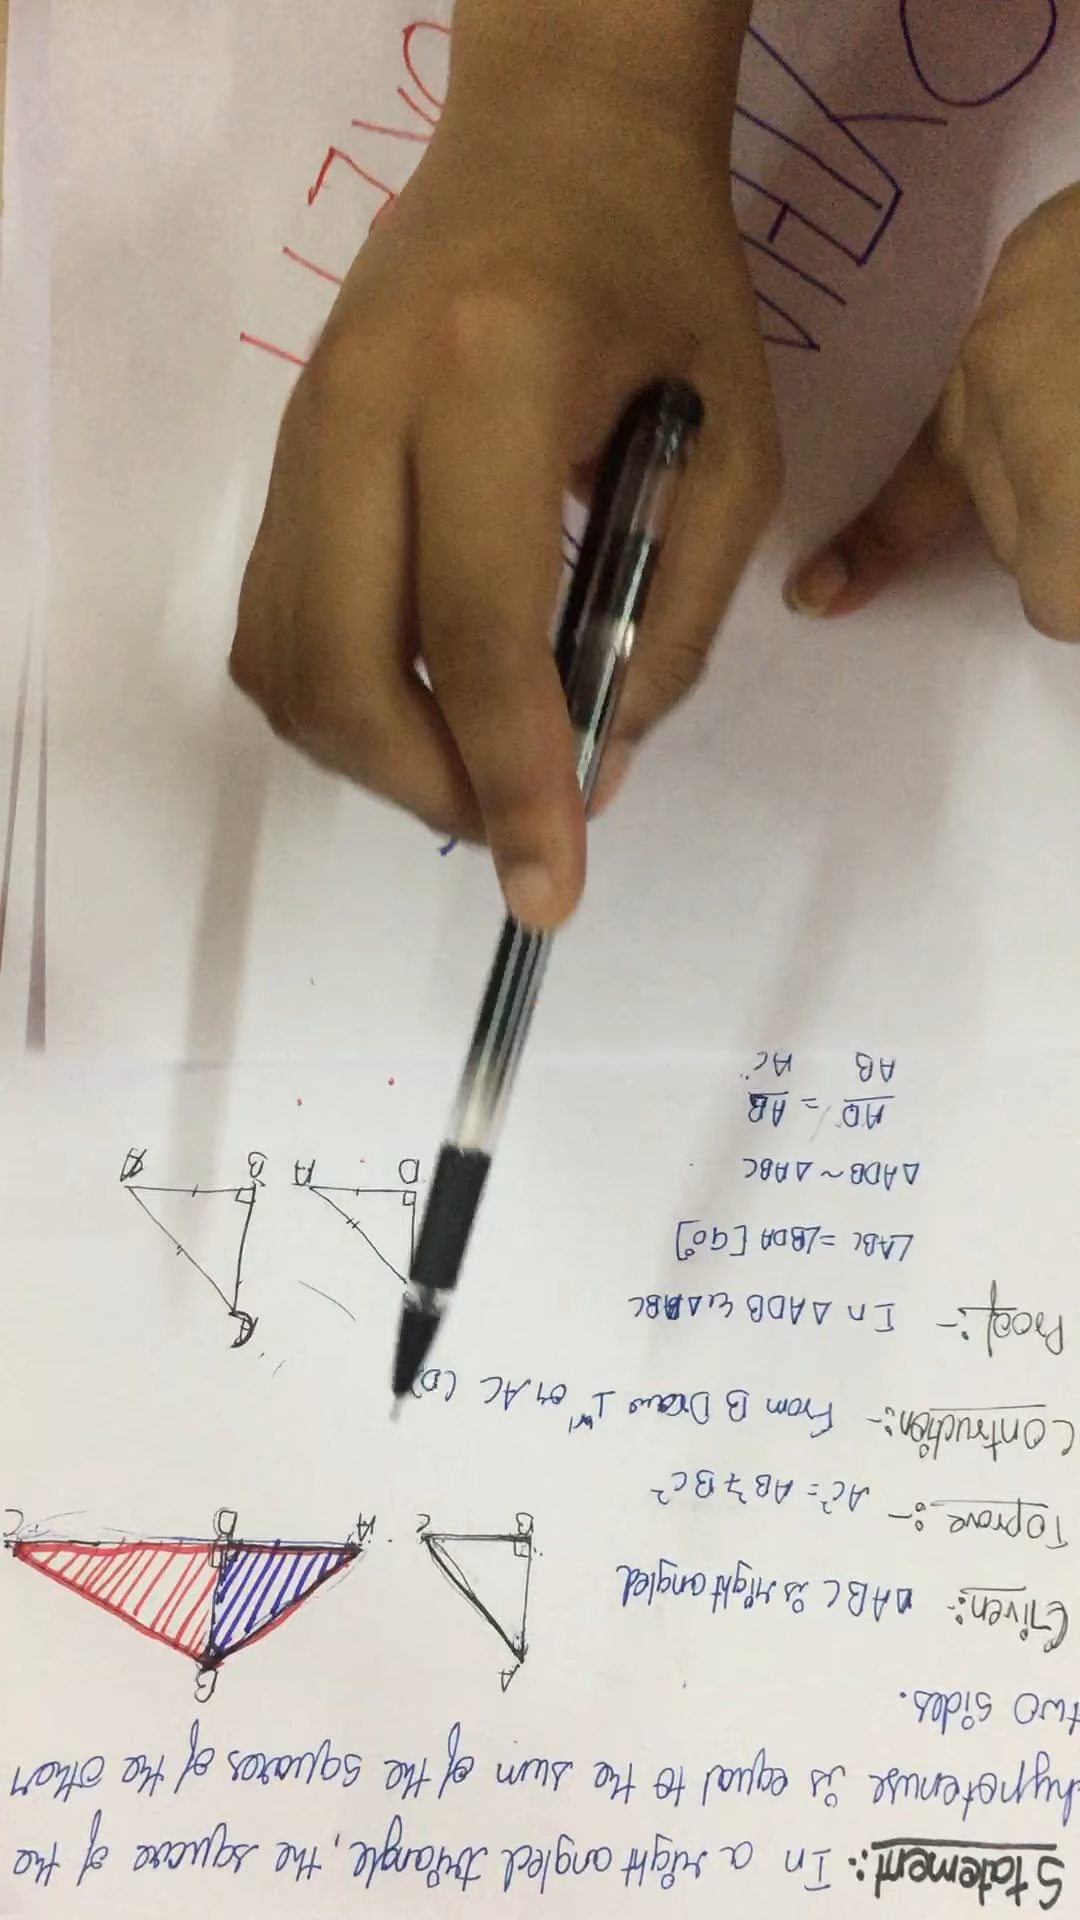 Statement:- In a right angled triangle, the square of the
hypotenuse is equal to the sum of the squares of the other
two sides.
Given:- ΔABC is right angled
To prove:- AC² = AB² + BC²
Contruction:- From B Draw ⊥ʳ on AC (D)
Proof:- In ΔADB & ΔABC
∠ABC = ∠BDA [90°]
ΔADB ~ ΔABC
AD/AB = AB/AC
A
B
C
B
A
D
C
D
A
B